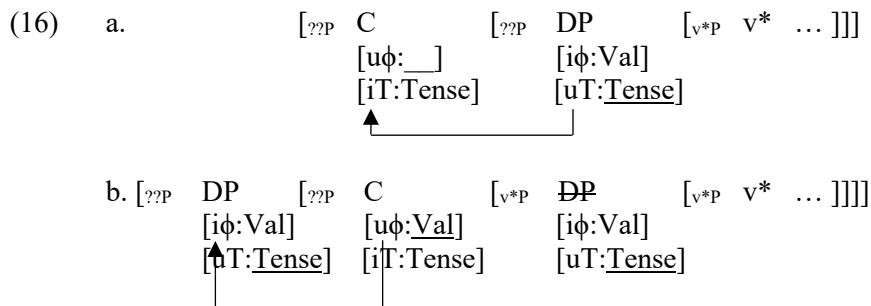 (16) a. [??P C [??P DP [v*P v* … ]]]
[uϕ:__] [iϕ:Val]
[iT:Tense] [uT:Tense]
b. [??P DP [??P C [v*P DP [v*P v* … ]]]]
[iϕ:Val] [uϕ:Val] [iϕ:Val]
[uT:Tense] [iT:Tense] [uT:Tense]